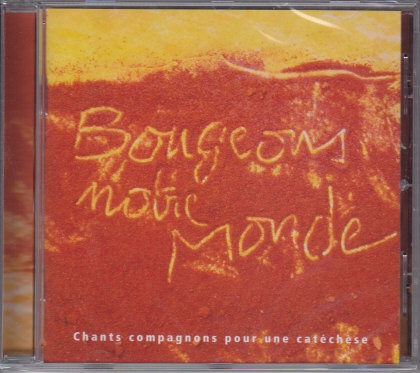 Bougeons
notre
Monde
Chants compagnons pour une catéchèse